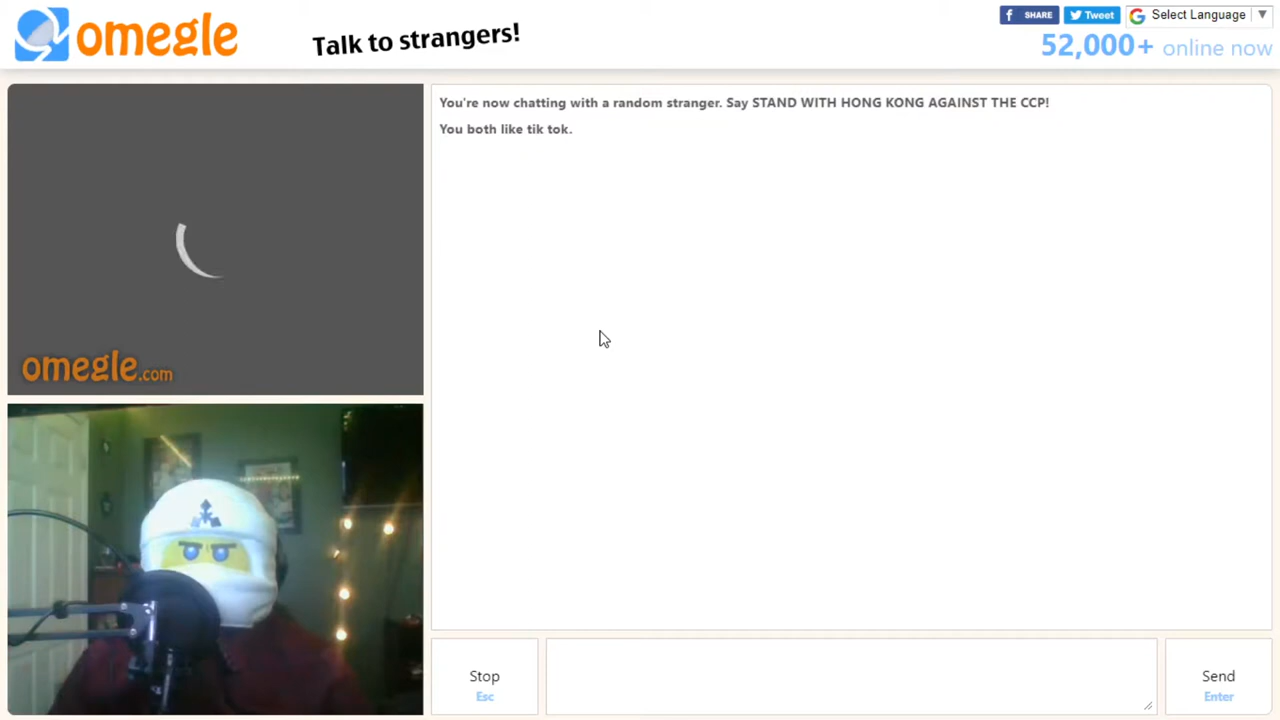 omegle
Talk to strangers!
SHARE
Tweet
Select Language
52,000+ online now
You're now chatting with a random stranger. Say STAND WITH HONG KONG AGAINST THE CCP!
You both like tik tok.
omegle.com
Stop
Esc
Send
Enter